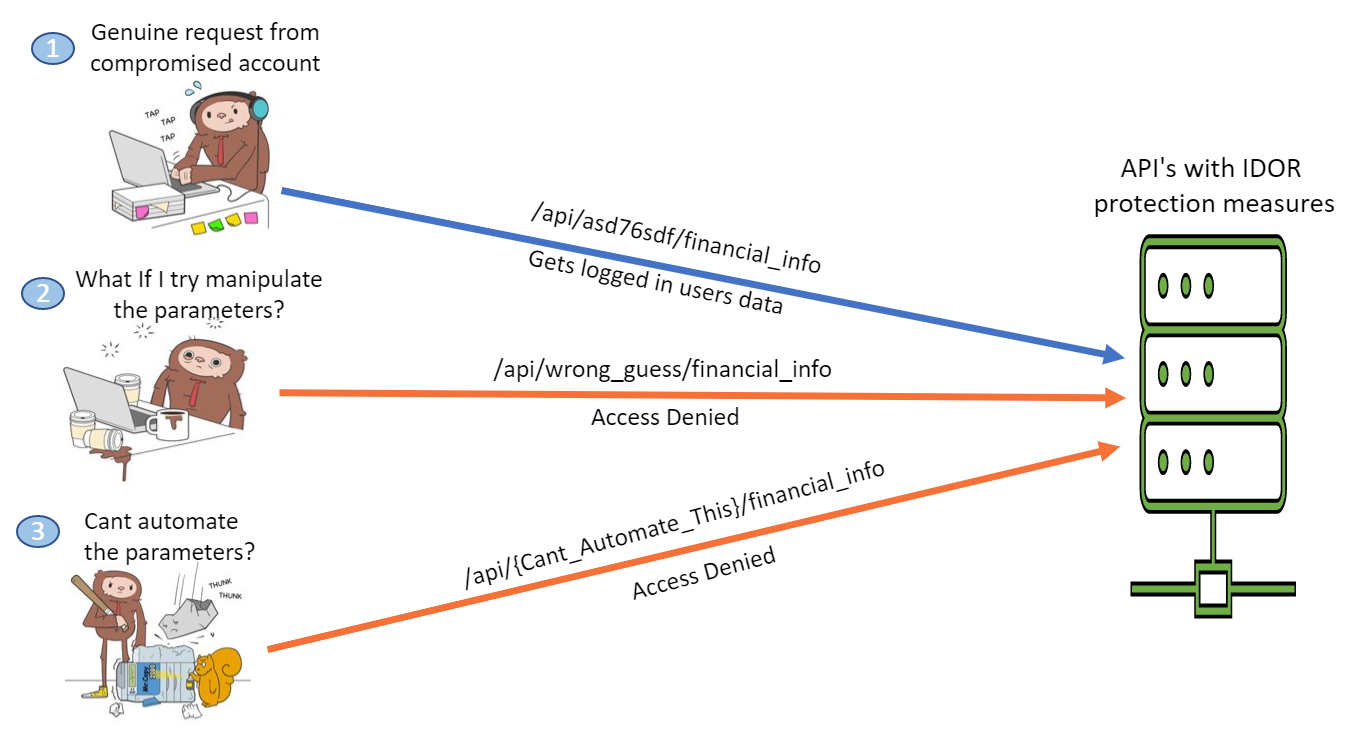 1
Genuine request from
compromised account
TAP
TAP
TAP
/api/asd76sdf/financial_info
Gets logged in users data
API's with IDOR
protection measures
2
What If I try manipulate
the parameters?
/api/wrong_guess/financial_info
Access Denied
3
Cant automate
the parameters?
THUNK
THUNK
Mr. Copy
/api/{Cant_Automate_This}/financial_info
Access Denied